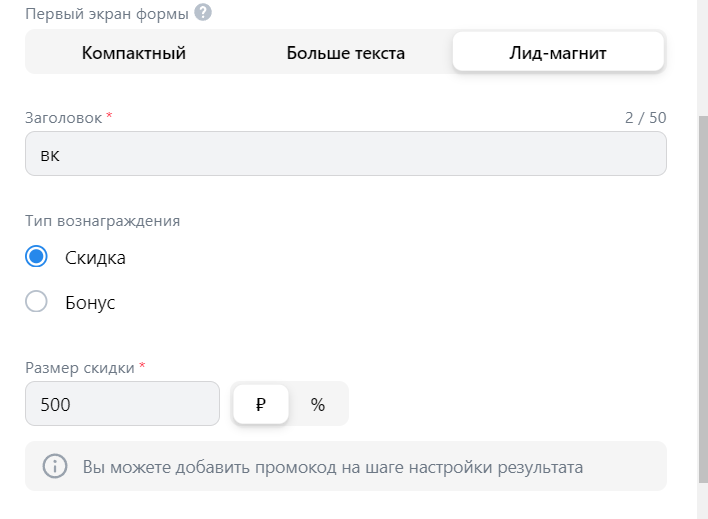 Первый экран формы ?
Компактный Больше текста Лид-магнит
Заголовок * 2 / 50
вк
Тип вознаграждения
Скидка
Бонус
Размер скидки *
500 ₽ %
Вы можете добавить промокод на шаге настройки результата